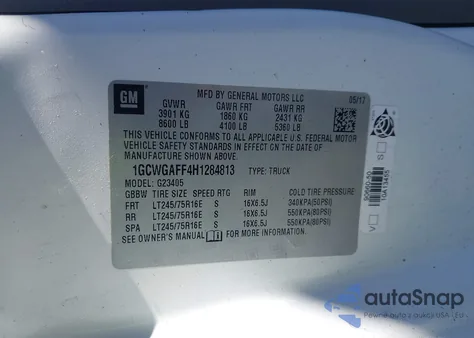 GM
MFD BY GENERAL MOTORS LLC
05/17
GVWR GAWR FRT GAWR RR
3901 KG 1860 KG 2431 KG
8600 LB 4100 LB 5360 LB
THIS VEHICLE CONFORMS TO ALL APPLICABLE U.S. FEDERAL MOTOR
VEHICLE SAFETY STANDARDS IN EFFECT ON THE DATE OF
MANUFACTURE SHOWN ABOVE.
1GCWGAFF4H1284813 TYPE: TRUCK
MODEL: G23405
GBBW TIRE SIZE SPEED RTG RIM COLD TIRE PRESSURE
FRT LT245/75R16E S 16X6.5J 340KPA(50PSI)
RR LT245/75R16E S 16X6.5J 550KPA(80PSI)
SPA LT245/75R16E S 16X6.5J 550KPA(80PSI)
SEE OWNER'S MANUAL FOR MORE INFORMATION.
A
autoSnap